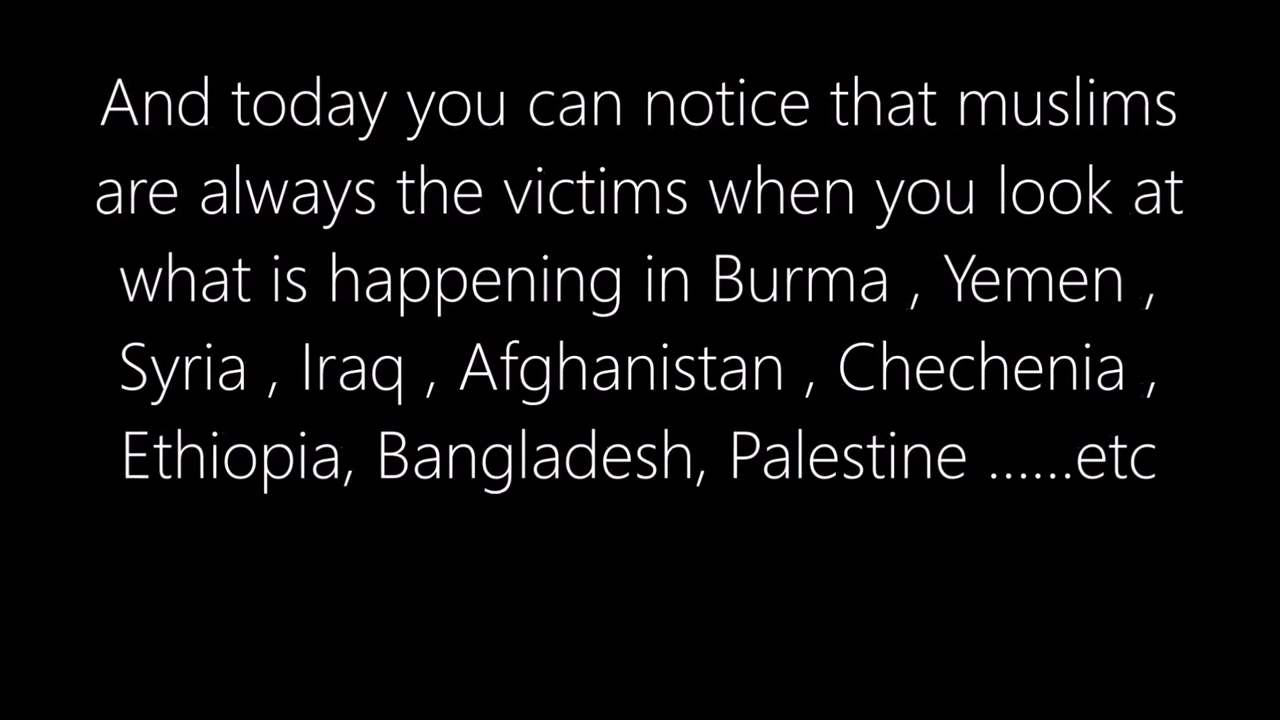 And today you can notice that muslims
are always the victims when you look at
what is happening in Burma , Yemen ,
Syria , Iraq , Afghanistan , Chechenia ,
Ethiopia, Bangladesh, Palestine ......etc